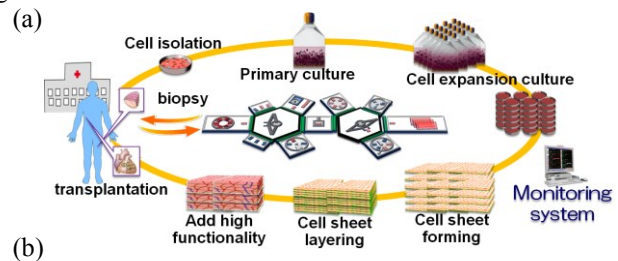 (a)
Cell isolation
Primary culture
Cell expansion culture
biopsy
transplantation
Monitoring
system
Add high
functionality
Cell sheet
layering
Cell sheet
forming
(b)